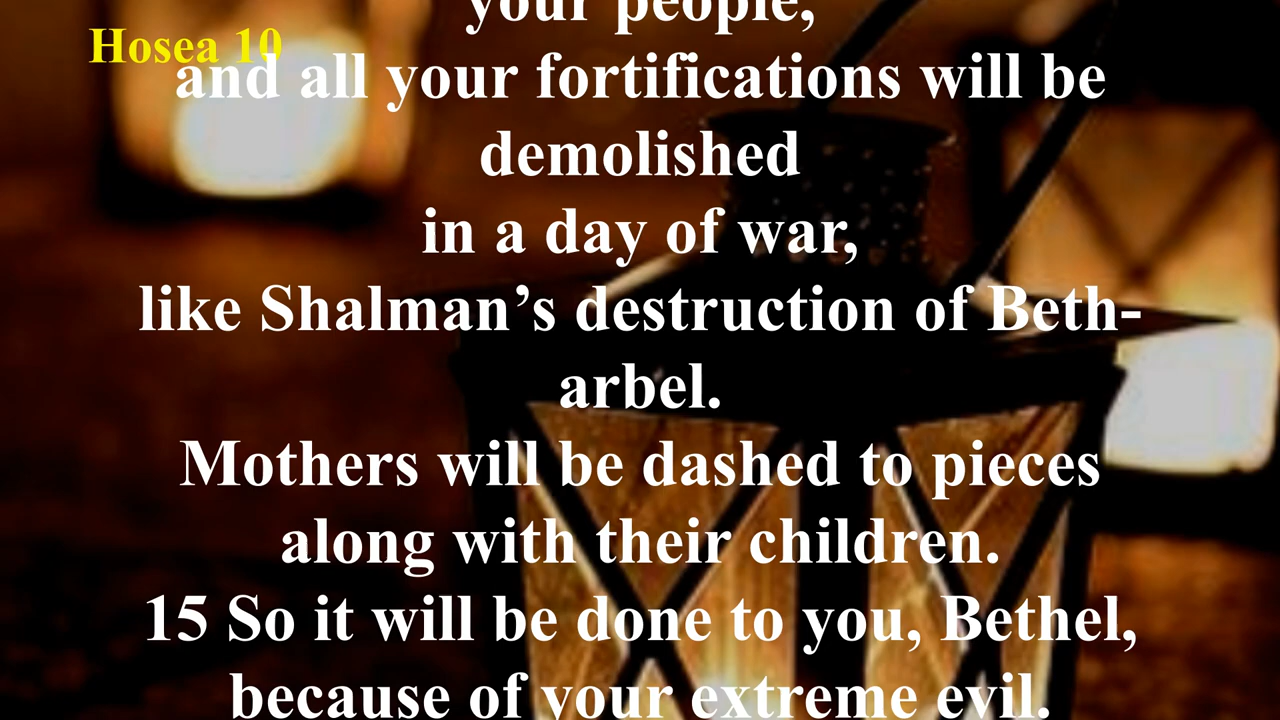 your people,
Hosea 10
and all your fortifications will be
demolished
in a day of war,
like Shalman’s destruction of Beth-
arbel.
Mothers will be dashed to pieces
along with their children.
15 So it will be done to you, Bethel,
because of your extreme evil.